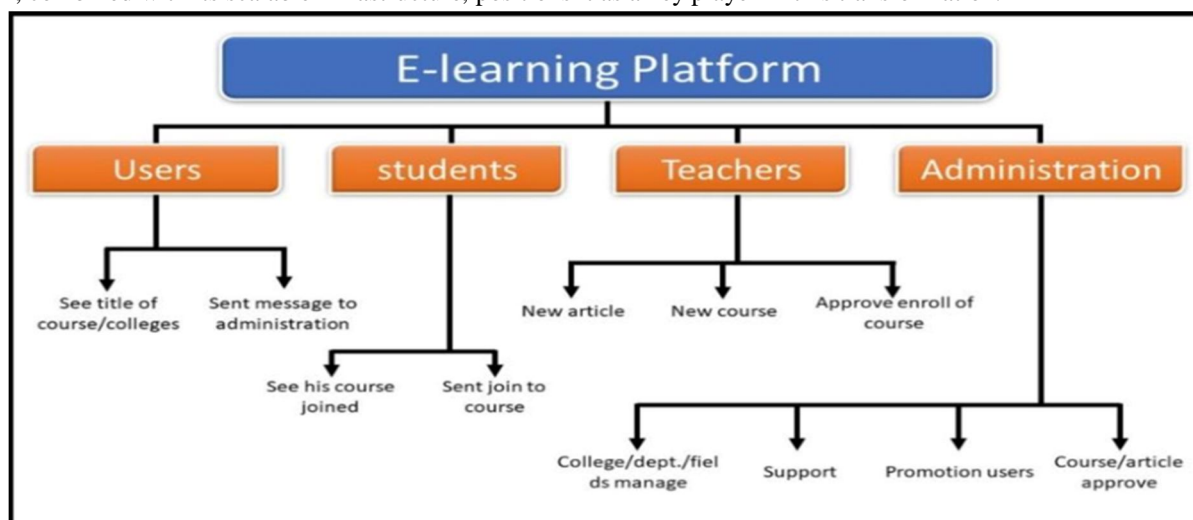 E-learning Platform
Users
students
Teachers
Administration
See title of
course/colleges
Sent message to
administration
See his course
joined
Sent join to
course
New article
New course
Approve enroll of
course
College/dept./fiel
ds manage
Support
Promotion users
Course/article
approve